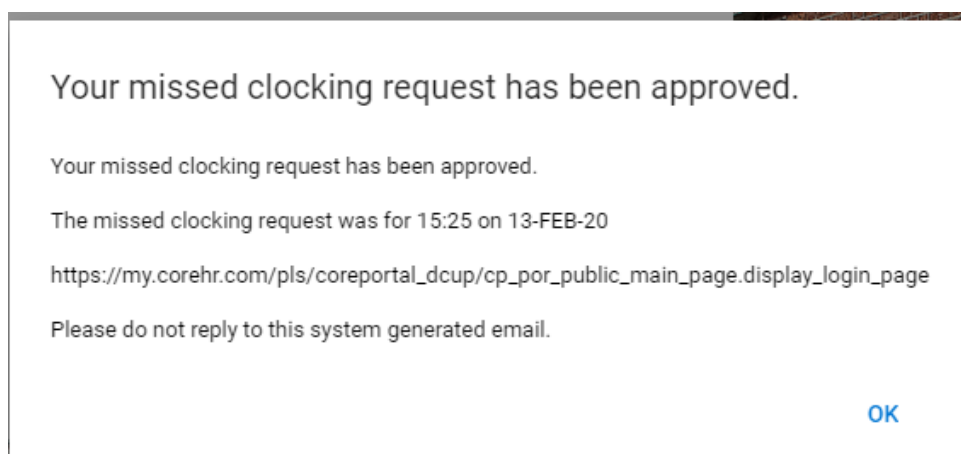 Your missed clocking request has been approved.
Your missed clocking request has been approved.
The missed clocking request was for 15:25 on 13-FEB-20
https://my.corehr.com/pls/coreportal_dcup/cp_por_public_main_page.display_login_page
Please do not reply to this system generated email.
OK